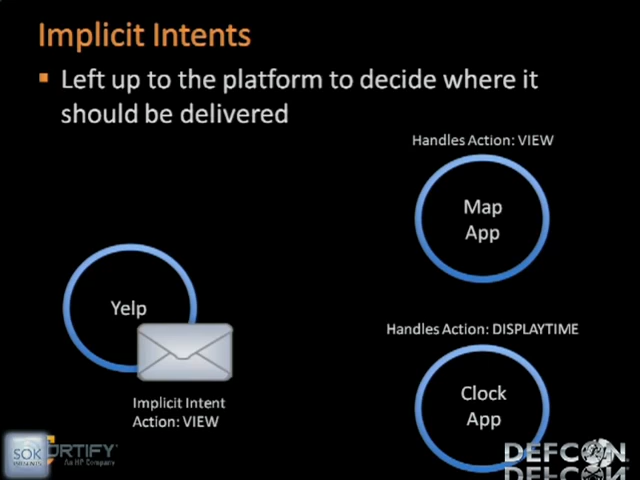 Implicit Intents
Left up to the platform to decide where it
should be delivered
Handles Action: VIEW
Map
App
Yelp
Handles Action: DISPLAYTIME
Implicit Intent
Action: VIEW
Clock
App
SOK
ORTIFY
An HP Company
DEFCON